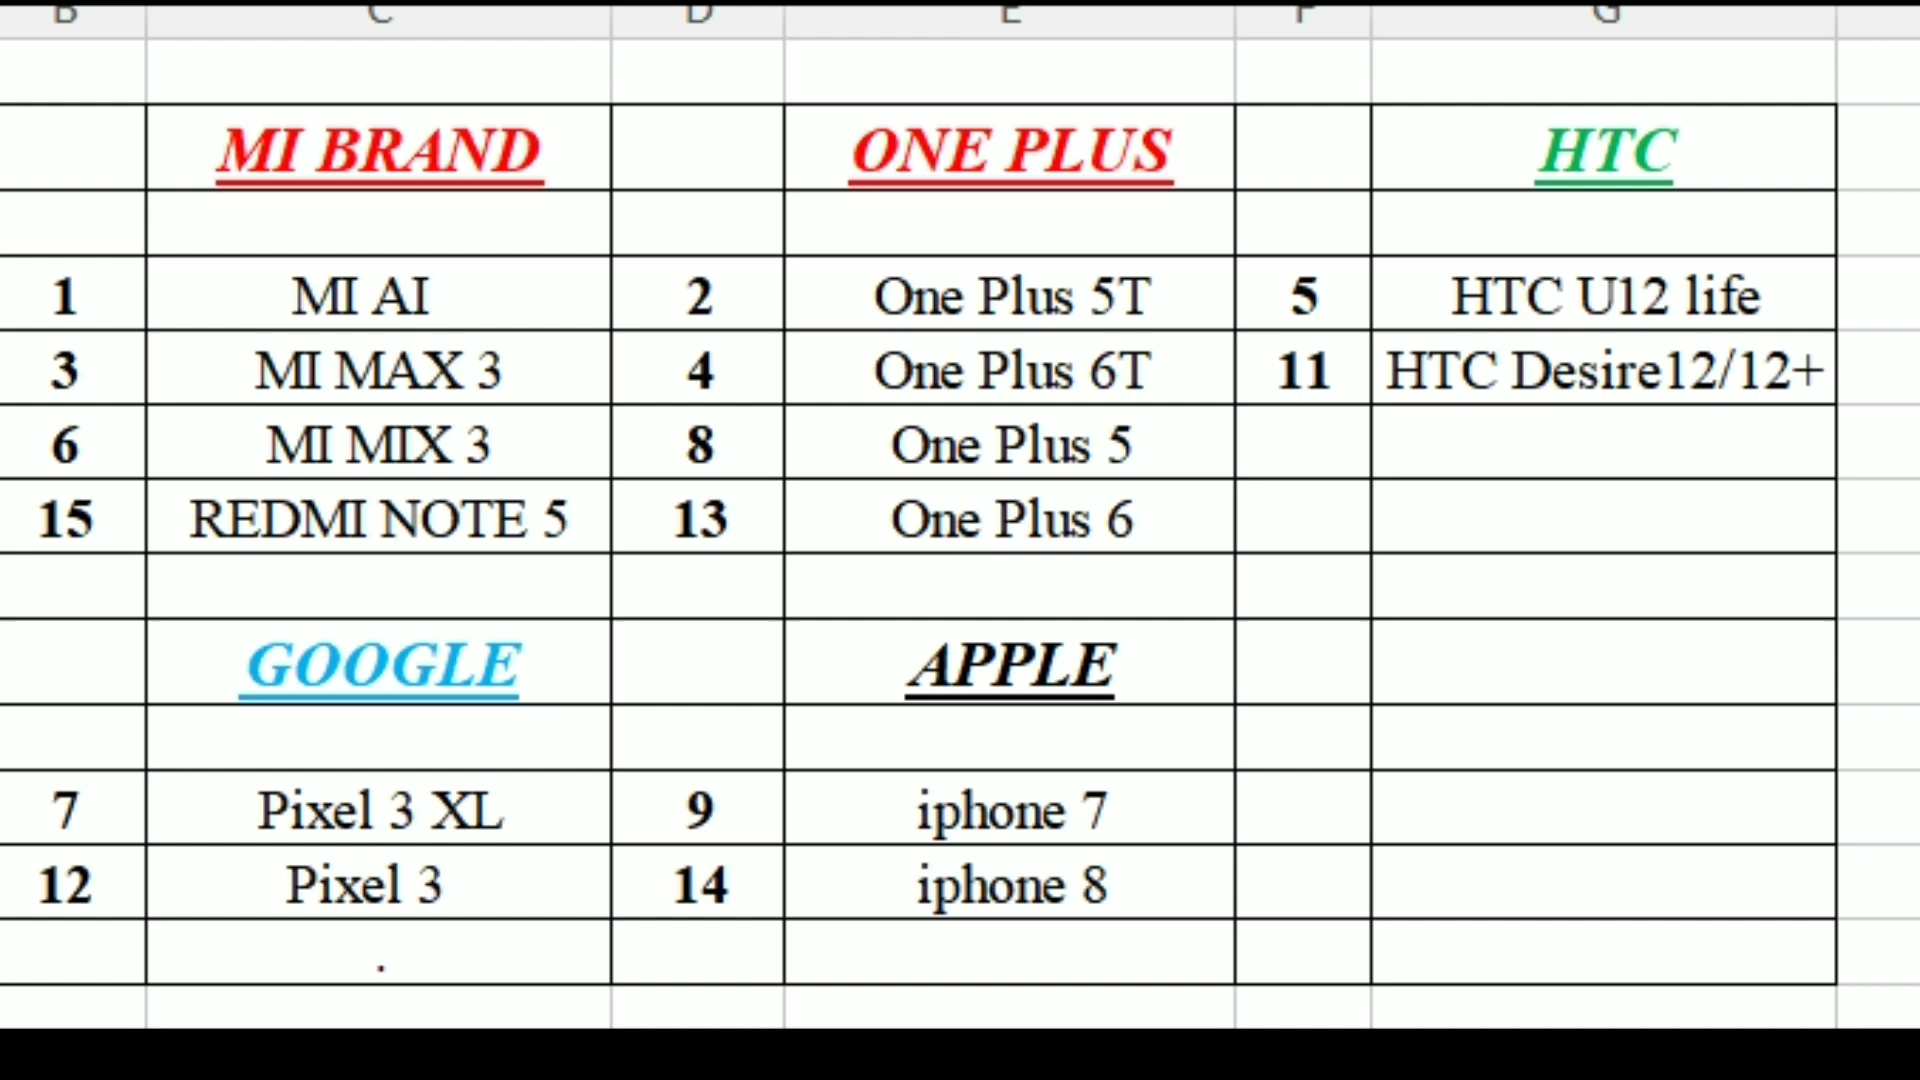 B C D E F G
MI BRAND ONE PLUS HTC
1 MI AI 2 One Plus 5T 5 HTC U12 life
3 MI MAX 3 4 One Plus 6T 11 HTC Desire12/12+
6 MI MIX 3 8 One Plus 5
15 REDMI NOTE 5 13 One Plus 6
GOOGLE APPLE
7 Pixel 3 XL 9 iphone 7
12 Pixel 3 14 iphone 8
.